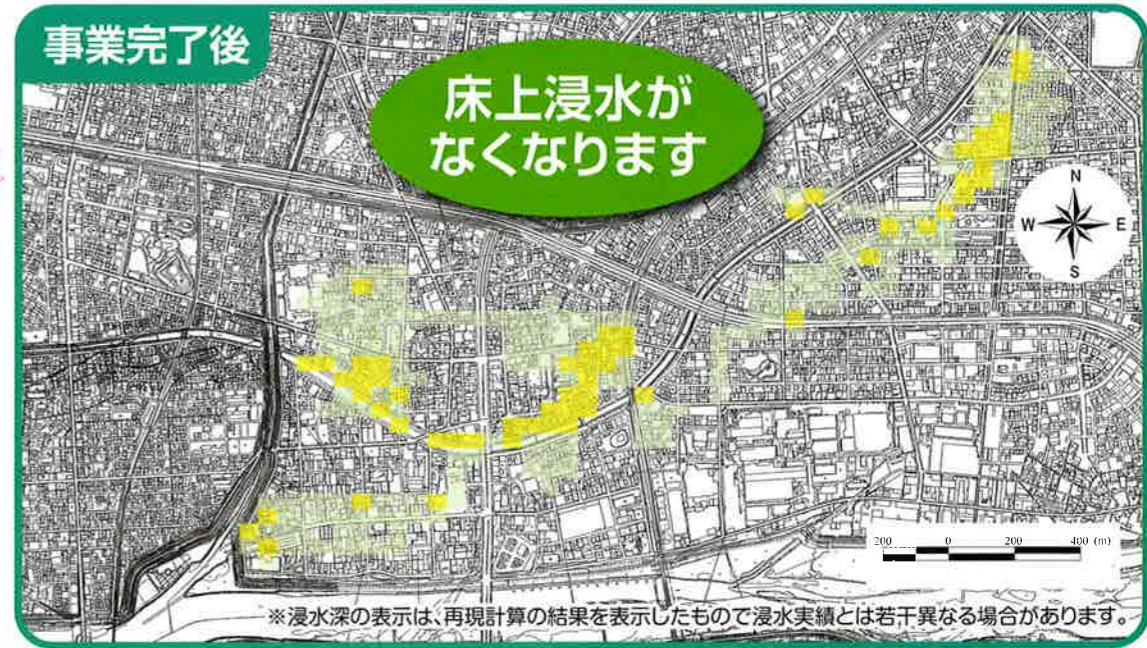 事業完了後
床上浸水が
なくなります
N
W E
S
200 0 200 400 (m)
※浸水深の表示は、再現計算の結果を表示したもので浸水実績とは若干異なる場合があります。